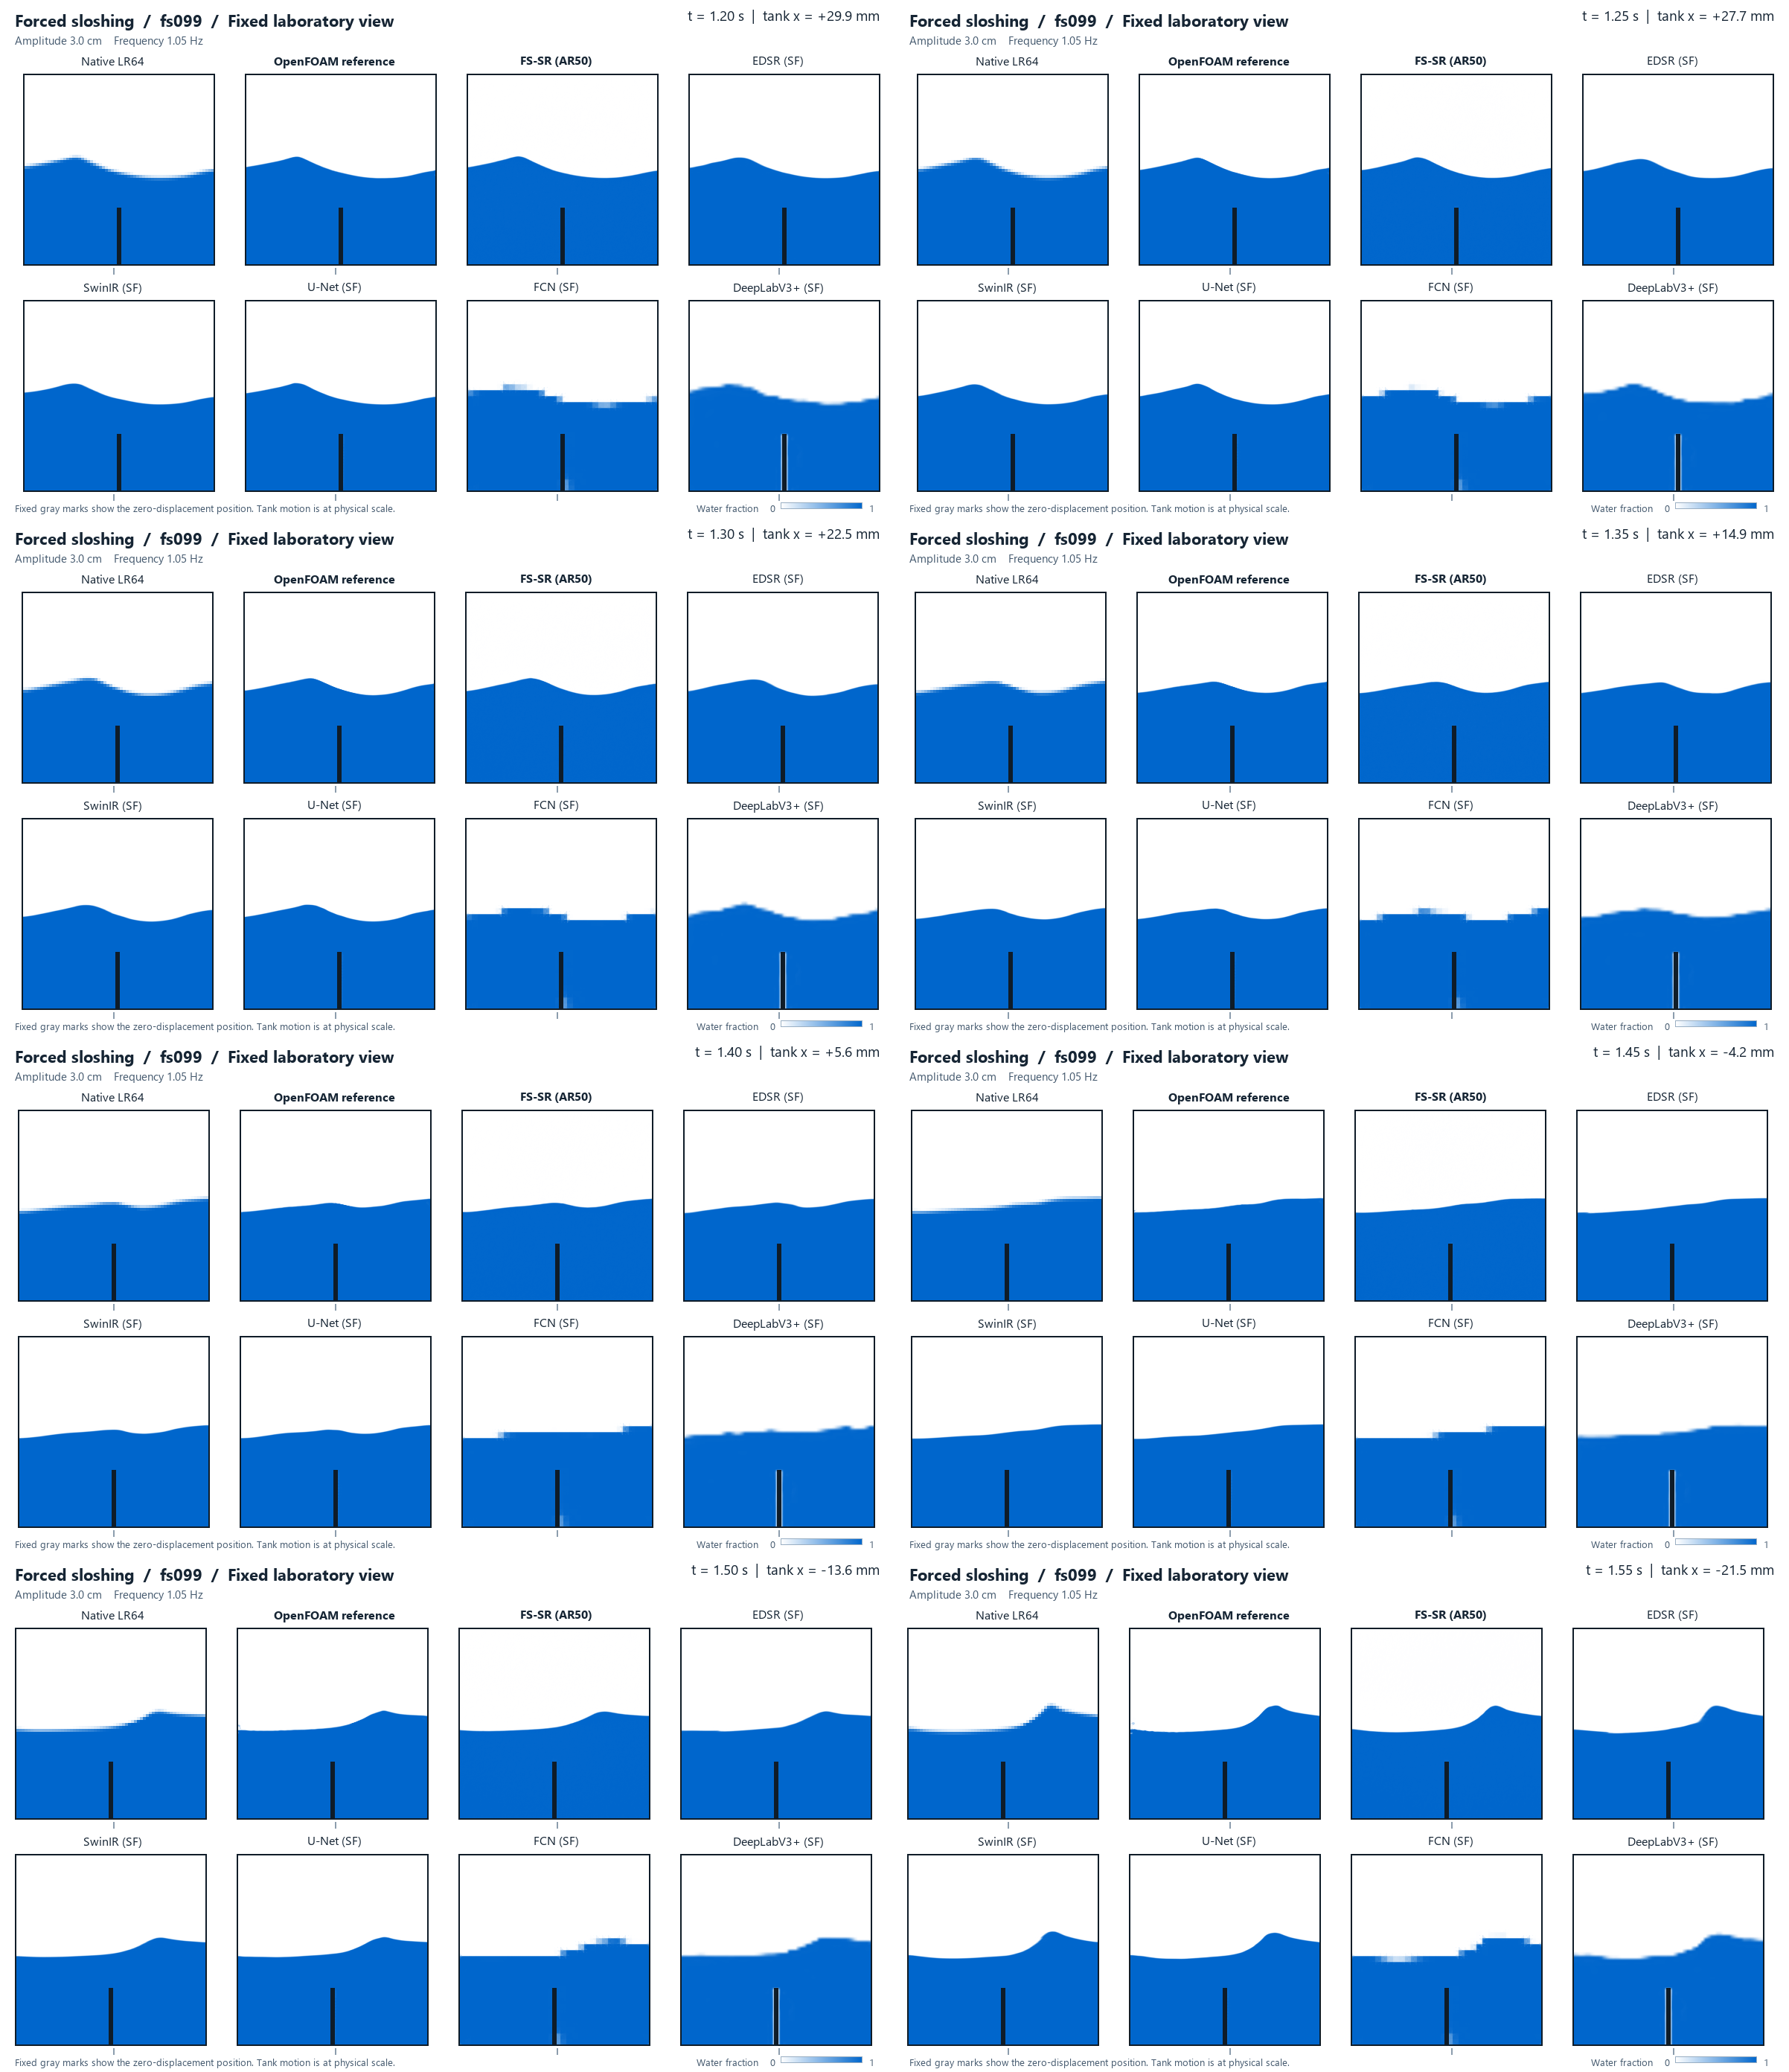 Forced sloshing / fs099 / Fixed laboratory view
t = 1.20 s | tank x = +29.9 mm
Amplitude 3.0 cm Frequency 1.05 Hz
Native LR64
OpenFOAM reference
FS-SR (AR50)
EDSR (SF)
SwinIR (SF)
U-Net (SF)
FCN (SF)
DeepLabV3+ (SF)
Fixed gray marks show the zero-displacement position. Tank motion is at physical scale.
Water fraction 0 1
Forced sloshing / fs099 / Fixed laboratory view
t = 1.25 s | tank x = +27.7 mm
Amplitude 3.0 cm Frequency 1.05 Hz
Native LR64
OpenFOAM reference
FS-SR (AR50)
EDSR (SF)
SwinIR (SF)
U-Net (SF)
FCN (SF)
DeepLabV3+ (SF)
Fixed gray marks show the zero-displacement position. Tank motion is at physical scale.
Water fraction 0 1
Forced sloshing / fs099 / Fixed laboratory view
t = 1.30 s | tank x = +22.5 mm
Amplitude 3.0 cm Frequency 1.05 Hz
Native LR64
OpenFOAM reference
FS-SR (AR50)
EDSR (SF)
SwinIR (SF)
U-Net (SF)
FCN (SF)
DeepLabV3+ (SF)
Fixed gray marks show the zero-displacement position. Tank motion is at physical scale.
Water fraction 0 1
Forced sloshing / fs099 / Fixed laboratory view
t = 1.35 s | tank x = +14.9 mm
Amplitude 3.0 cm Frequency 1.05 Hz
Native LR64
OpenFOAM reference
FS-SR (AR50)
EDSR (SF)
SwinIR (SF)
U-Net (SF)
FCN (SF)
DeepLabV3+ (SF)
Fixed gray marks show the zero-displacement position. Tank motion is at physical scale.
Water fraction 0 1
Forced sloshing / fs099 / Fixed laboratory view
t = 1.40 s | tank x = +5.6 mm
Amplitude 3.0 cm Frequency 1.05 Hz
Native LR64
OpenFOAM reference
FS-SR (AR50)
EDSR (SF)
SwinIR (SF)
U-Net (SF)
FCN (SF)
DeepLabV3+ (SF)
Fixed gray marks show the zero-displacement position. Tank motion is at physical scale.
Water fraction 0 1
Forced sloshing / fs099 / Fixed laboratory view
t = 1.45 s | tank x = -4.2 mm
Amplitude 3.0 cm Frequency 1.05 Hz
Native LR64
OpenFOAM reference
FS-SR (AR50)
EDSR (SF)
SwinIR (SF)
U-Net (SF)
FCN (SF)
DeepLabV3+ (SF)
Fixed gray marks show the zero-displacement position. Tank motion is at physical scale.
Water fraction 0 1
Forced sloshing / fs099 / Fixed laboratory view
t = 1.50 s | tank x = -13.6 mm
Amplitude 3.0 cm Frequency 1.05 Hz
Native LR64
OpenFOAM reference
FS-SR (AR50)
EDSR (SF)
SwinIR (SF)
U-Net (SF)
FCN (SF)
DeepLabV3+ (SF)
Fixed gray marks show the zero-displacement position. Tank motion is at physical scale.
Water fraction 0 1
Forced sloshing / fs099 / Fixed laboratory view
t = 1.55 s | tank x = -21.5 mm
Amplitude 3.0 cm Frequency 1.05 Hz
Native LR64
OpenFOAM reference
FS-SR (AR50)
EDSR (SF)
SwinIR (SF)
U-Net (SF)
FCN (SF)
DeepLabV3+ (SF)
Fixed gray marks show the zero-displacement position. Tank motion is at physical scale.
Water fraction 0 1